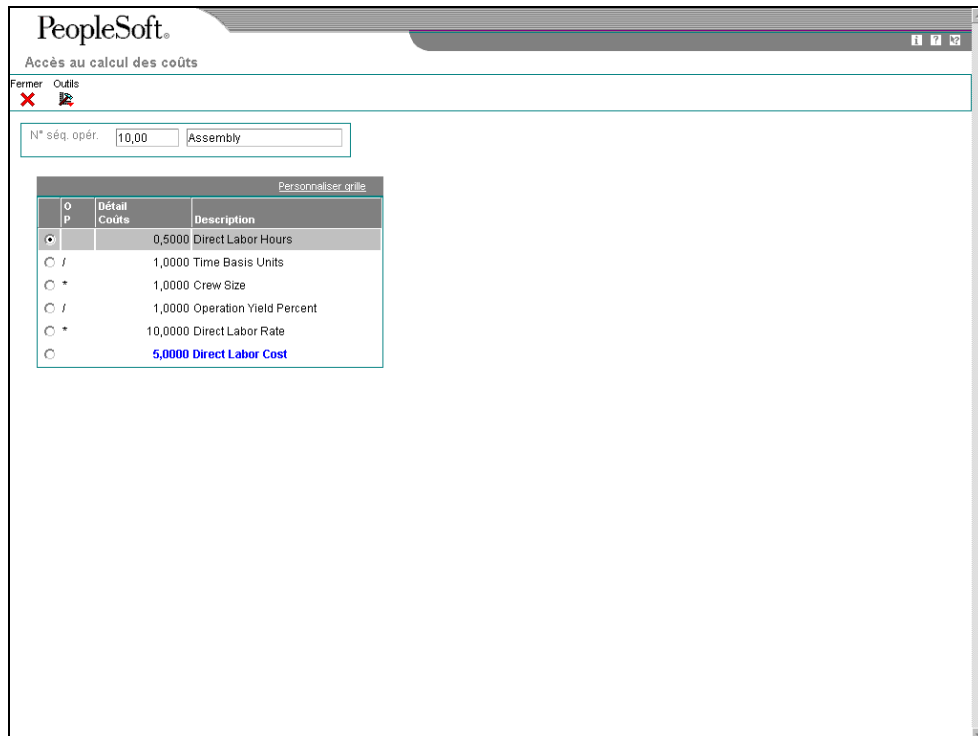 PeopleSoft®
i ? 
Accès au calcul des coûts
Fermer Outils
N° séq. opér. 10,00 Assembly
Personnaliser grille
O P Détail Coûts Description
0,5000 Direct Labor Hours
/ 1,0000 Time Basis Units
* 1,0000 Crew Size
/ 1,0000 Operation Yield Percent
* 10,0000 Direct Labor Rate
5,0000 Direct Labor Cost